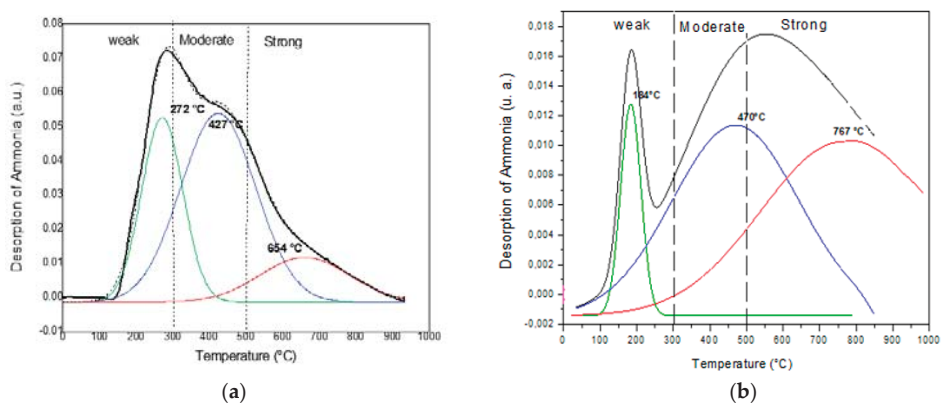 0.08
0.07
0.06
0.05
0.04
0.03
0.02
0.01
0.00
-0.01
Desorption of Ammonia (a.u.)
weak Moderate Strong
272 °C
427 °C
654 °C
0 100 200 300 400 500 600 700 800 900 1000
Temperature (°C)
(a)
0,018
0,016
0,014
0,012
0,010
0,008
0,006
0,004
0,002
0,000
-0,002
Desorption of Ammonia (u. a.)
weak Moderate Strong
184°C
470°C
767 °C
0 100 200 300 400 500 600 700 800 900 1000
Temperature (°C)
(b)